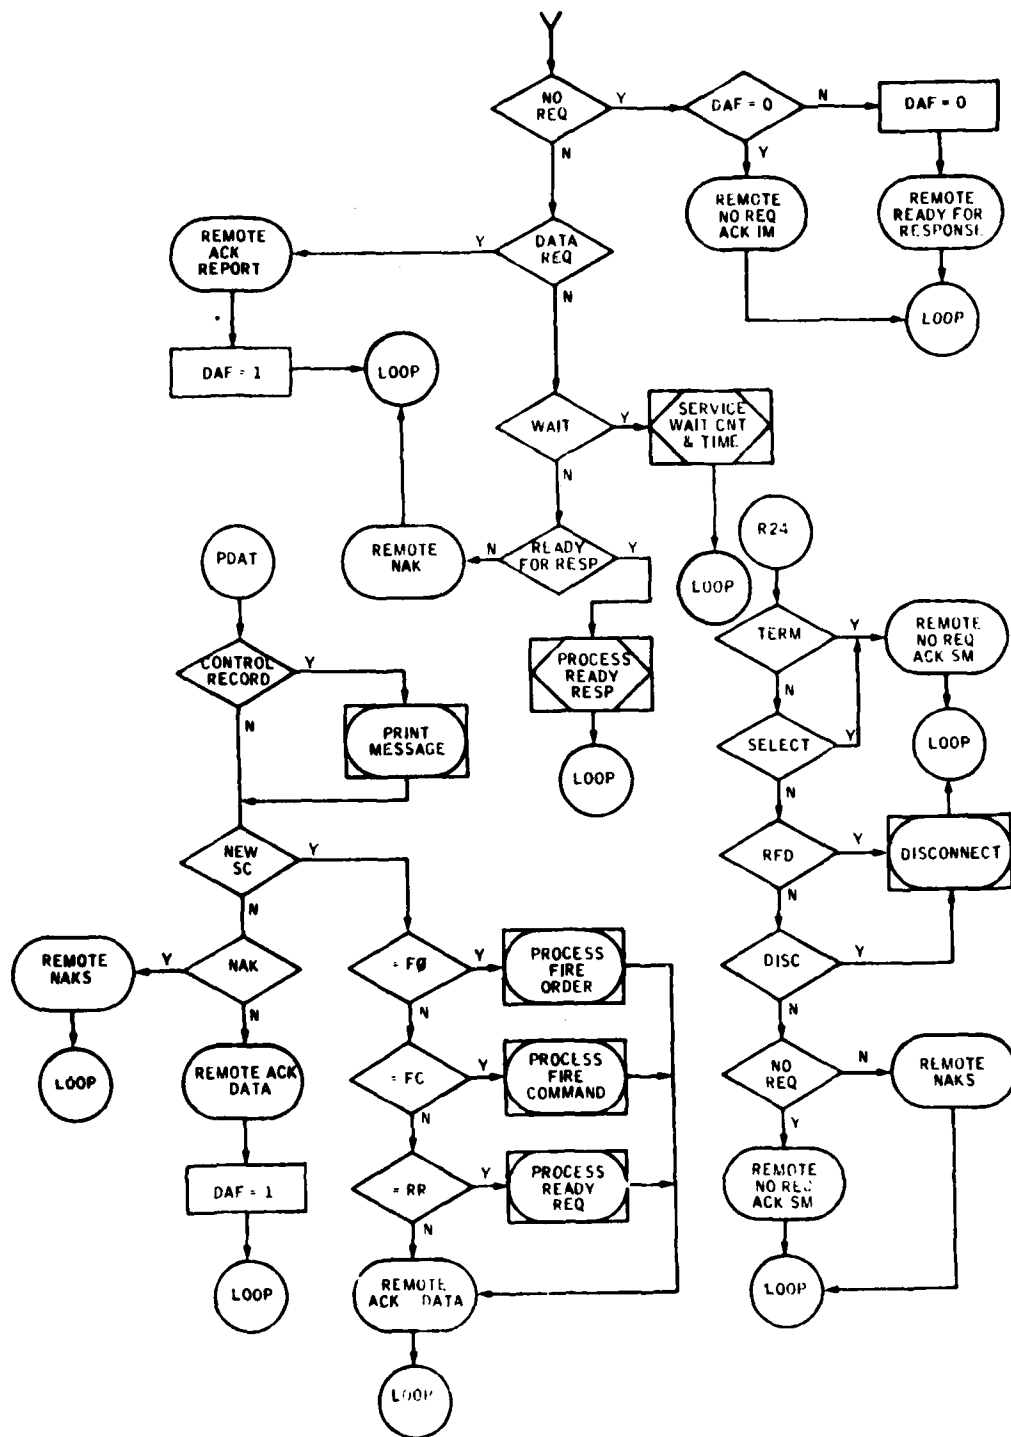 NO
REQ
Y
DAF = 0
N
DAF = 0
N
Y
REMOTE
NO REQ
ACK IM
REMOTE
READY FOR
RESPONSE
LOOP
DATA
REQ
Y
N
REMOTE
ACK
REPORT
DAF = 1
LOOP
WAIT
Y
N
SERVICE
WAIT CNT
& TIME
LOOP
READY
FOR RESP
N
Y
REMOTE
NAK
PROCESS
READY
RESP
LOOP
PDAT
CONTROL
RECORD
Y
N
PRINT
MESSAGE
NEW
SC
Y
N
NAK
Y
N
REMOTE
NAKS
LOOP
REMOTE ACK
DATA
DAF = 1
LOOP
= FØ
Y
N
PROCESS
FIRE
ORDER
= FC
Y
N
PROCESS
FIRE
COMMAND
= RR
Y
N
PROCESS
READY
REQ
REMOTE
ACK DATA
LOOP
R24
TERM
Y
N
REMOTE
NO REQ
ACK SM
LOOP
SELECT
Y
N
RFD
Y
N
DISCONNECT
DISC
Y
N
NO
REQ
N
Y
REMOTE
NAKS
REMOTE
NO REQ
ACK SM
LOOP